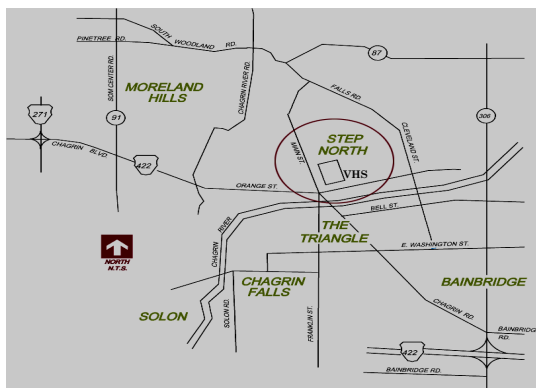 SOUTH
WOODLAND RD.
PINETREE RD.
87
SON CENTER RD.
MORELAND
HILLS
CHAGRIN RIVER RD.
FALLS RD.
271
91
306
CHAGRIN BLVD.
422
MAIN ST.
STEP
NORTH
VHS
CLEVELAND ST.
ORANGE ST.
BELL ST.
THE
TRIANGLE
CHAGRIN RIVER
E. WASHINGTON ST.
NORTH
N.T.S.
CHAGRIN
FALLS
BAINBRIDGE
SOLON
SOLON RD.
FRANKLIN ST.
CHAGRIN RD.
BAINBRIDGE
RD.
422
BAINBRIDGE RD.